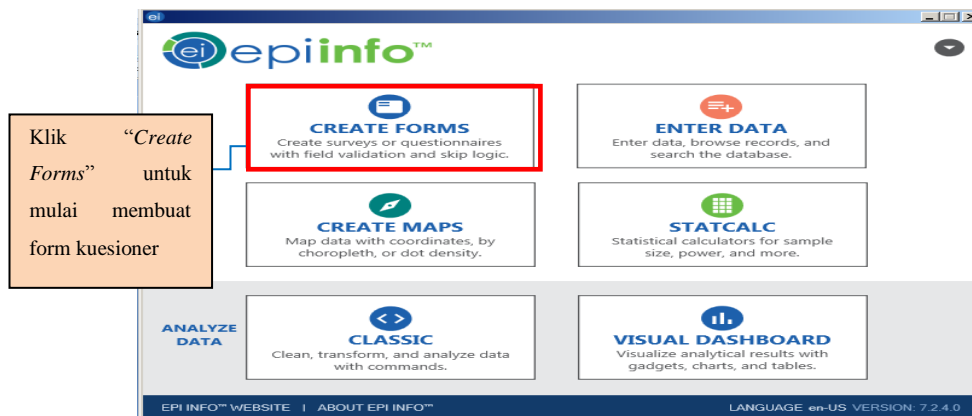 ei
ei epiinfo™
Klik “Create
Forms” untuk
mulai membuat
form kuesioner
CREATE FORMS
Create surveys or questionnaires
with field validation and skip logic.
ENTER DATA
Enter data, browse records, and
search the database.
CREATE MAPS
Map data with coordinates, by
choropleth, or dot density.
STATCALC
Statistical calculators for sample
size, power, and more.
ANALYZE
DATA
CLASSIC
Clean, transform, and analyze data
with commands.
VISUAL DASHBOARD
Visualize analytical results with
gadgets, charts, and tables.
EPI INFO™ WEBSITE | ABOUT EPI INFO™ LANGUAGE en-US VERSION: 7.2.4.0